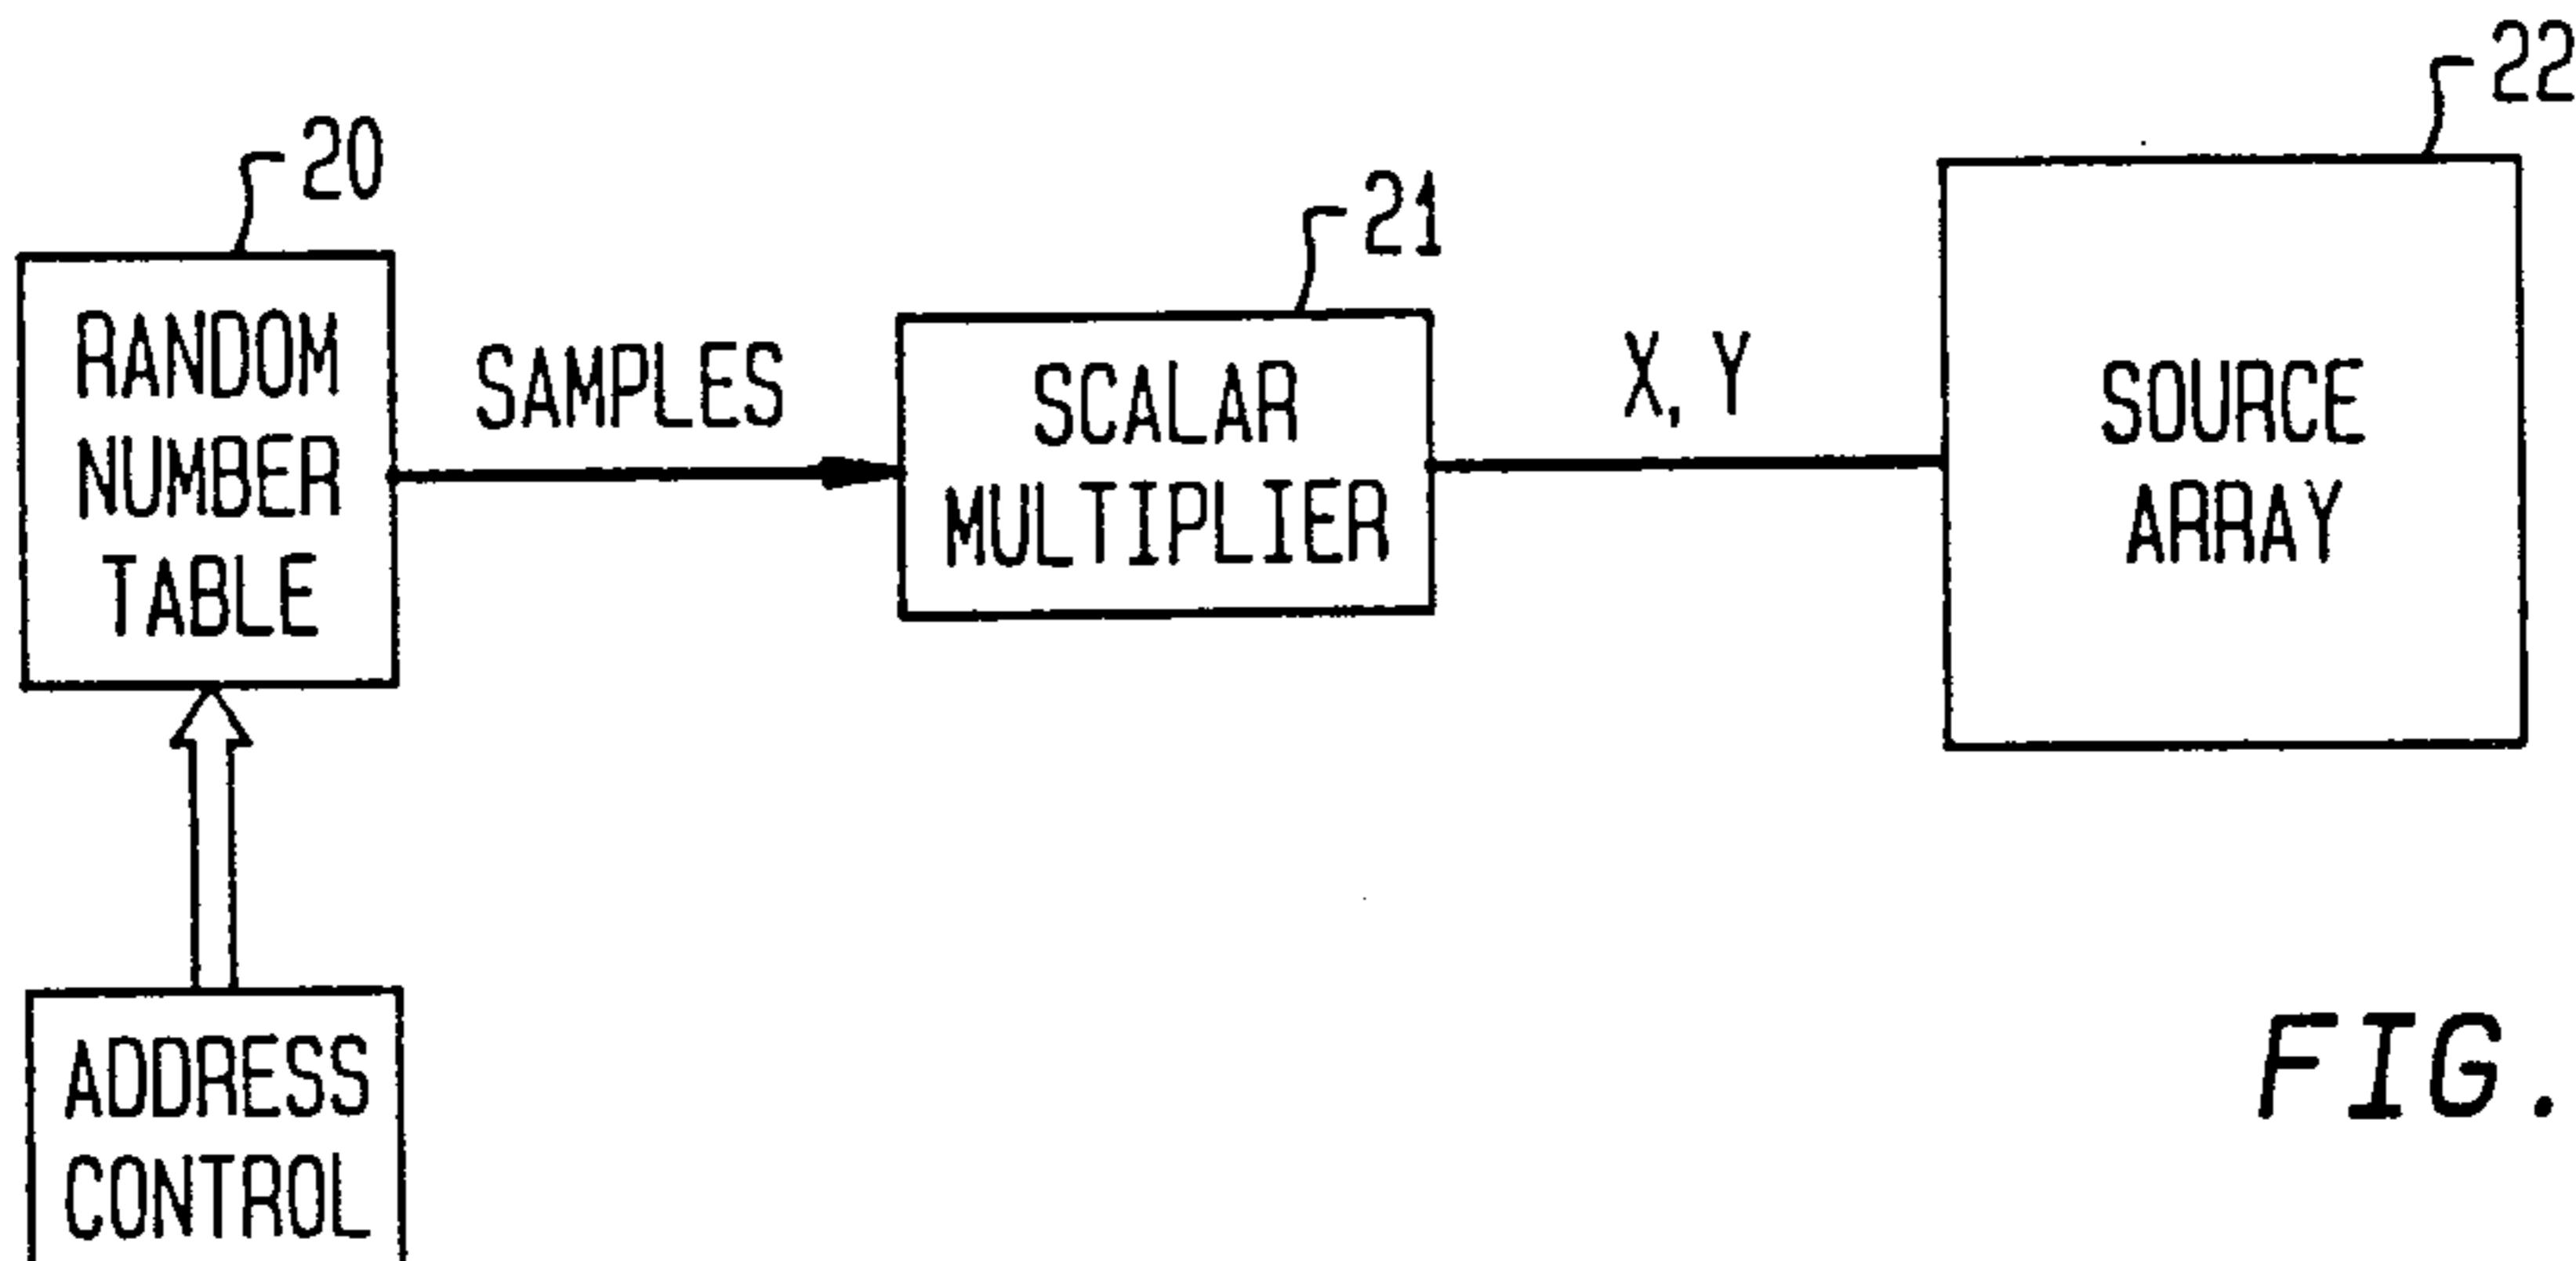 22
20
21
RANDOM
NUMBER
TABLE
SAMPLES
SCALAR
MULTIPLIER
X, Y
SOURCE
ARRAY
ADDRESS
CONTROL
FIG.